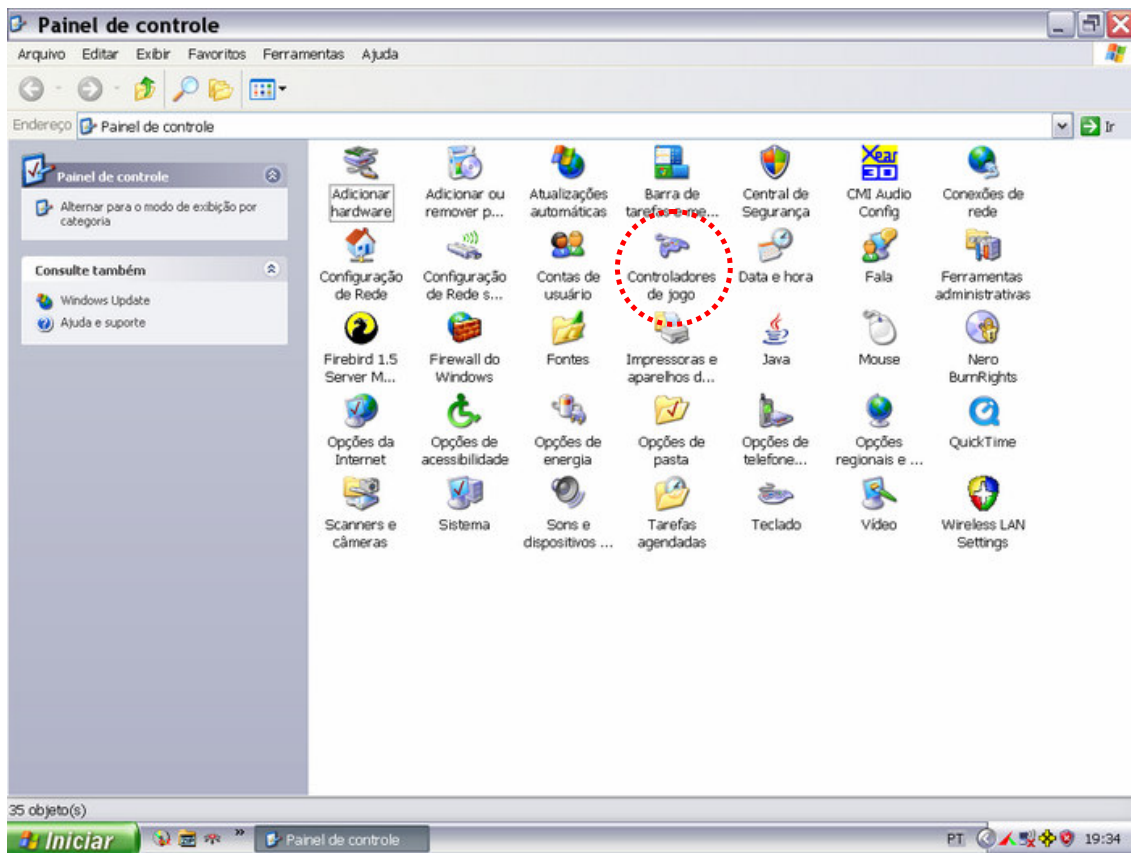 Painel de controle
Arquivo Editar Exibir Favoritos Ferramentas Ajuda
Endereço Painel de controle Ir
Painel de controle
Alternar para o modo de exibição por
categoria
Consulte também
Windows Update
Ajuda e suporte
Adicionar
hardware
Adicionar ou
remover p...
Atualizações
automáticas
Barra de
tarefas e me...
Central de
Segurança
Xear
3D
CMI Audio
Config
Conexões de
rede
Configuração
de Rede
Configuração
de Rede s...
Contas de
usuário
Controladores
de jogo
Data e hora
Fala
Ferramentas
administrativas
Firebird 1.5
Server M...
Firewall do
Windows
Fontes
Impressoras e
aparelhos d...
Java
Mouse
Nero
BurnRights
Opções da
Internet
Opções de
acessibilidade
Opções de
energia
Opções de
pasta
Opções de
telefone...
Opções
regionais e ...
QuickTime
Scanners e
câmeras
Sistema
Sons e
dispositivos ...
Tarefas
agendadas
Teclado
Vídeo
Wireless LAN
Settings
35 objeto(s)
Iniciar
Painel de controle
PT
19:34